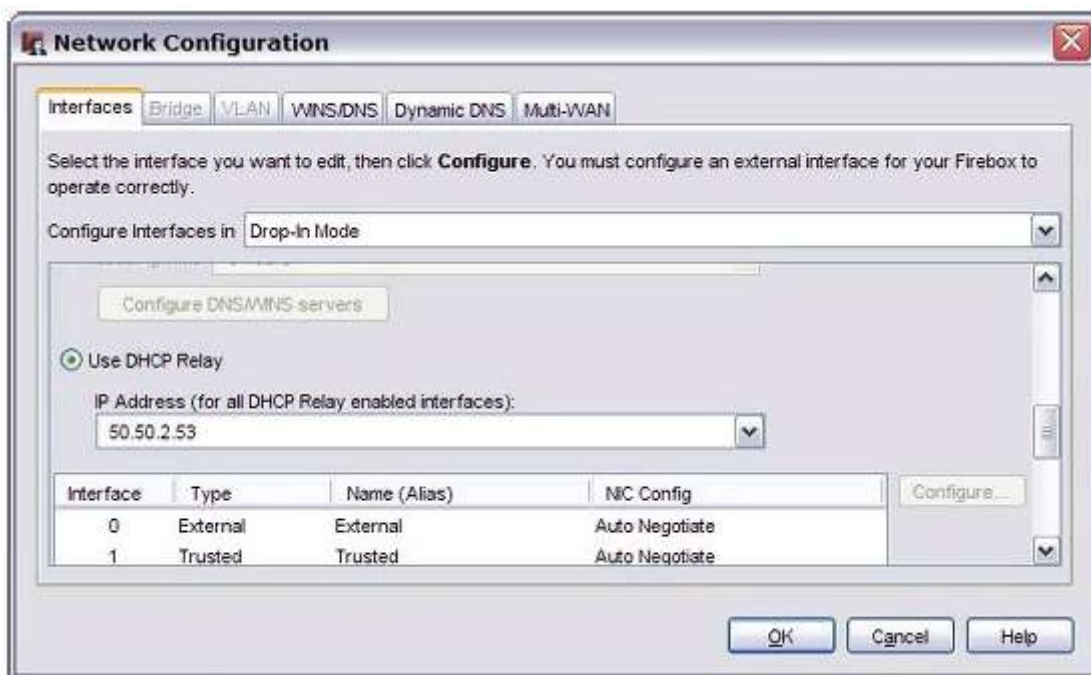 Network Configuration
Interfaces Bridge VLAN WINS/DNS Dynamic DNS Multi-WAN
Select the interface you want to edit, then click Configure. You must configure an external interface for your Firebox to
operate correctly.
Configure Interfaces in Drop-In Mode
Configure DNS/WINS servers
Use DHCP Relay
IP Address (for all DHCP Relay enabled interfaces):
50.50.2.53
Interface Type Name (Alias) NIC Config Configure...
0 External External Auto Negotiate
1 Trusted Trusted Auto Negotiate
OK Cancel Help